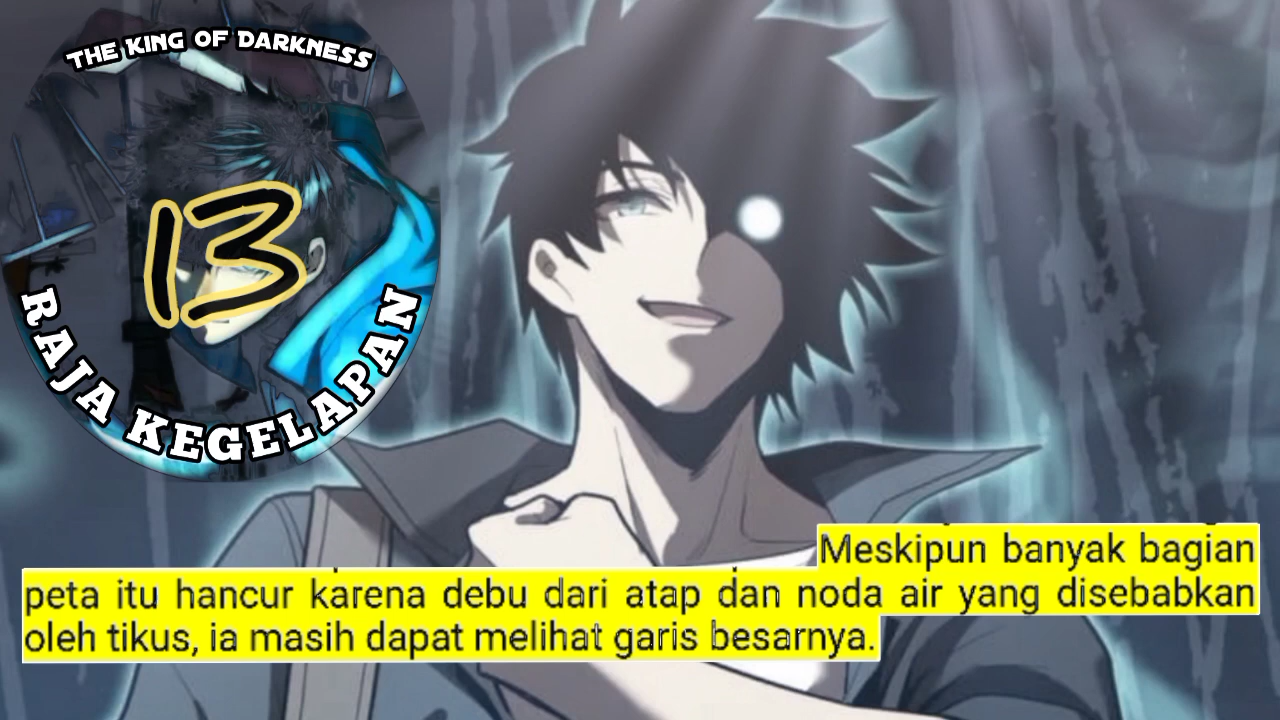 THE KING OF DARKNESS
13
RAJA KEGELAPAN
Meskipun banyak bagian
peta itu hancur karena debu dari atap dan noda air yang disebabkan
oleh tikus, ia masih dapat melihat garis besarnya.